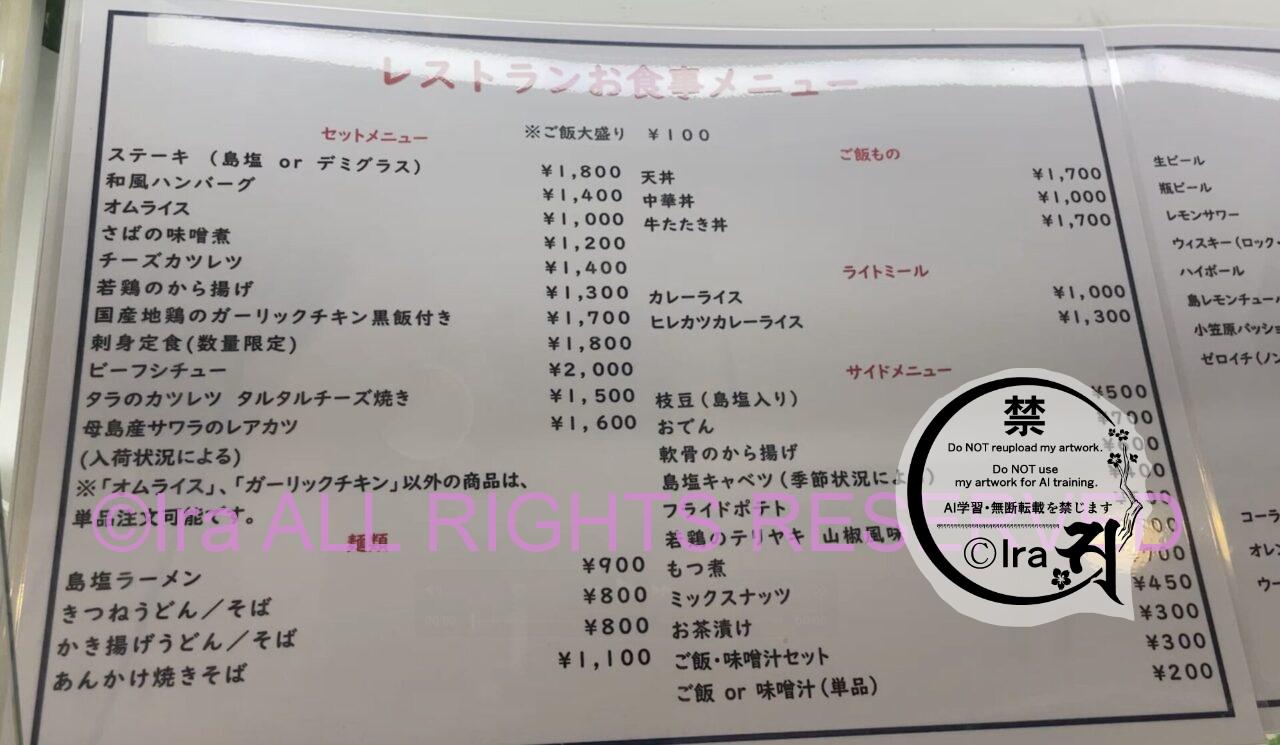 レストランお食事メニュー
セットメニュー ※ご飯大盛り ¥100
ステーキ (島塩 or デミグラス) ¥1,800
和風ハンバーグ ¥1,400
オムライス ¥1,000
さばの味噌煮 ¥1,200
チーズカツレツ ¥1,400
若鶏のから揚げ ¥1,300
国産地鶏のガーリックチキン黒飯付き ¥1,700
刺身定食(数量限定) ¥1,800
ビーフシチュー ¥2,000
タラのカツレツ タルタルチーズ焼き ¥1,500
母島産サワラのレアカツ ¥1,600
(入荷状況による)
※「オムライス」、「ガーリックチキン」以外の商品は、
単品注文可能です。
麺類
島塩ラーメン ¥900
きつねうどん/そば ¥800
かき揚げうどん/そば ¥800
あんかけ焼きそば ¥1,100
ご飯もの
天丼 ¥1,700
中華丼 ¥1,000
牛たたき丼 ¥1,700
ライトミール
カレーライス ¥1,000
ヒレカツカレーライス ¥1,300
サイドメニュー
枝豆(島塩入り) ¥500
おでん ¥700
軟骨のから揚げ
島塩キャベツ(季節状況による)
フライドポテト
若鶏のテリヤキ 山椒風味
もつ煮 700
ミックスナッツ ¥450
お茶漬け ¥300
ご飯・味噌汁セット ¥300
ご飯 or 味噌汁(単品) ¥200
生ビール
瓶ビール
レモンサワー
ウィスキー(ロック・
ハイボール
島レモンチューハ
小笠原パッショ
ゼロイチ(ノン
コーラ
オレン
ウー
©Ira ALL RIGHTS RESERVED
禁
Do NOT reupload my artwork.
Do NOT use
my artwork for AI training.
AI学習・無断転載を禁じます
©Ira